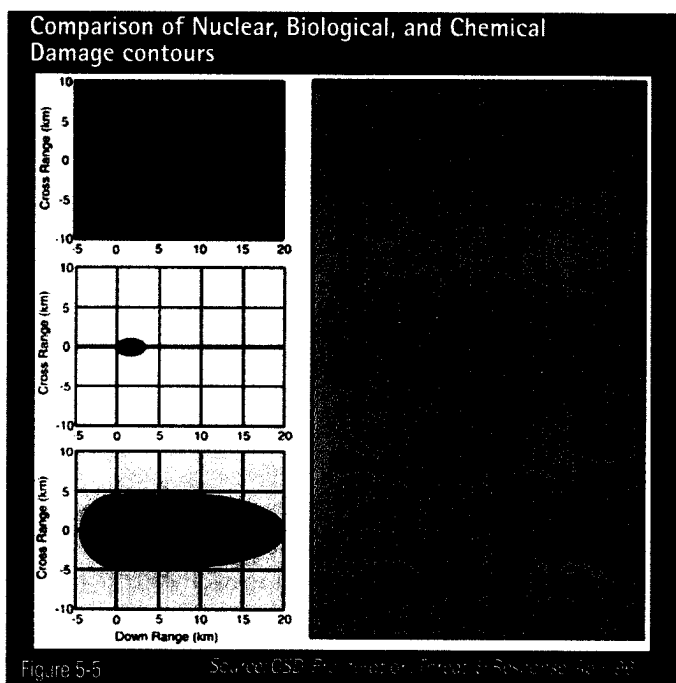 Comparison of Nuclear, Biological, and Chemical
Damage contours
Cross Range (km)
10
5
0
-5
-10
-5 0 5 10 15 20
Cross Range (km)
10
5
0
-5
-10
-5 0 5 10 15 20
Cross Range (km)
10
5
0
-5
-10
-5 0 5 10 15 20
Down Range (km)
Figure 5-5
Source: OSD, Proliferation: Threat & Response,